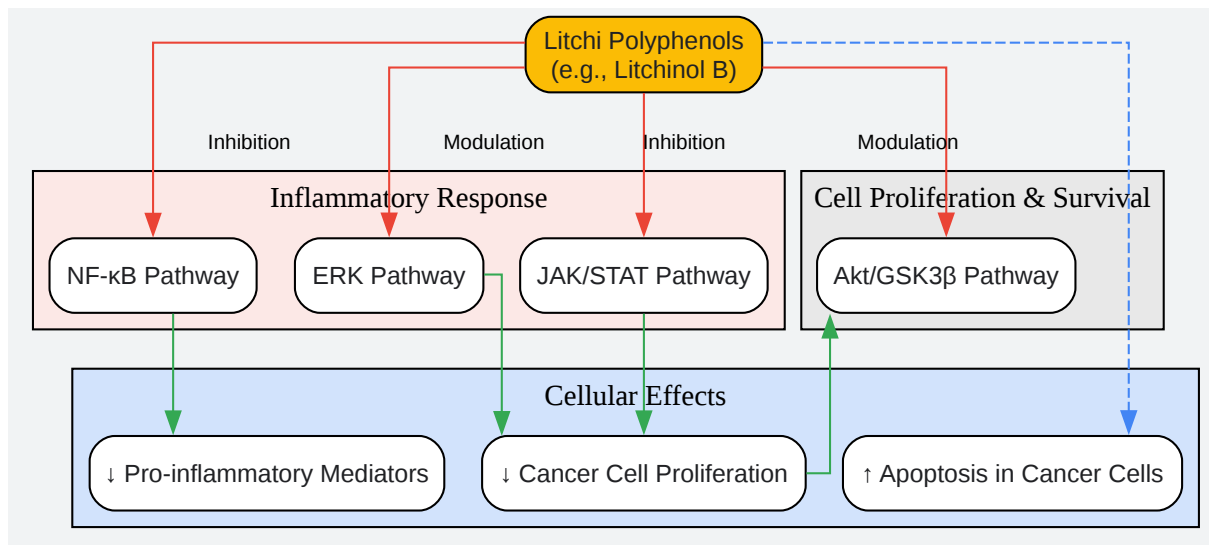 Litchi Polyphenols
(e.g., Litchinol B)
Inhibition
Modulation
Inhibition
Modulation
Inflammatory Response
Cell Proliferation & Survival
NF-κB Pathway
ERK Pathway
JAK/STAT Pathway
Akt/GSK3β Pathway
Cellular Effects
↓ Pro-inflammatory Mediators
↓ Cancer Cell Proliferation
↑ Apoptosis in Cancer Cells